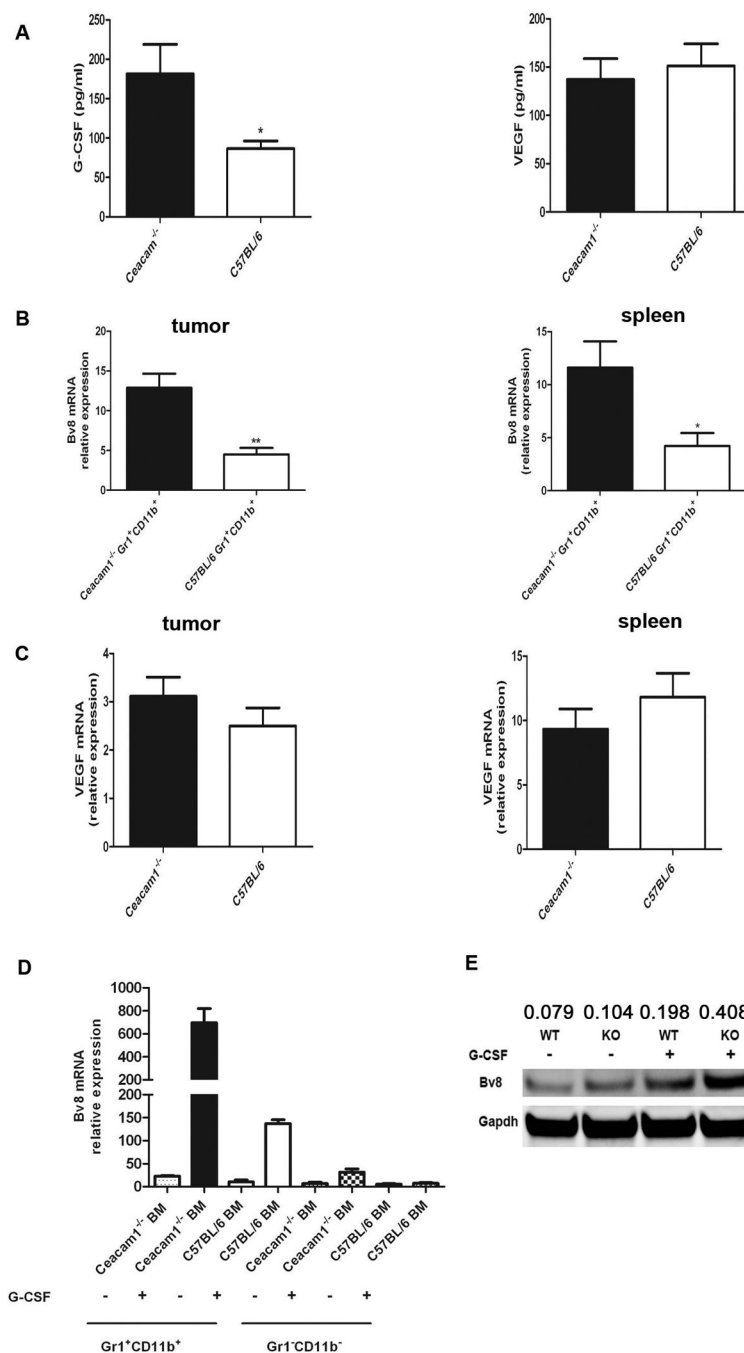 A
G-CSF (pg/ml)
250
200
150
100
50
0
*
Ceacam1-/-
C57BL/6
VEGF (pg/ml)
200
150
100
50
0
Ceacam1-/-
C57BL/6
B
tumor
Bv8 mRNA
relative expression
20
15
10
5
0
**
Ceacam1-/- Gr1+CD11b+
C57BL/6 Gr1+CD11b+
spleen
Bv8 mRNA
(relative expression)
15
10
5
0
*
Ceacam1-/- Gr1+CD11b+
C57BL/6 Gr1+CD11b+
C
tumor
VEGF mRNA
(relative expression)
4
3
2
1
0
Ceacam1-/-
C57BL/6
spleen
VEGF mRNA
(relative expression)
15
10
5
0
Ceacam1-/-
C57BL/6
D
Bv8 mRNA
relative expression
1000
800
600
400
200
200
150
100
50
0
Ceacam1-/- BM
Ceacam1-/- BM
C57BL/6 BM
C57BL/6 BM
Ceacam1-/- BM
Ceacam1-/- BM
C57BL/6 BM
C57BL/6 BM
G-CSF - + - + - + - +
Gr1+CD11b+ Gr1-CD11b-
E
0.079 0.104 0.198 0.408
WT KO WT KO
G-CSF - - + +
Bv8
Gapdh